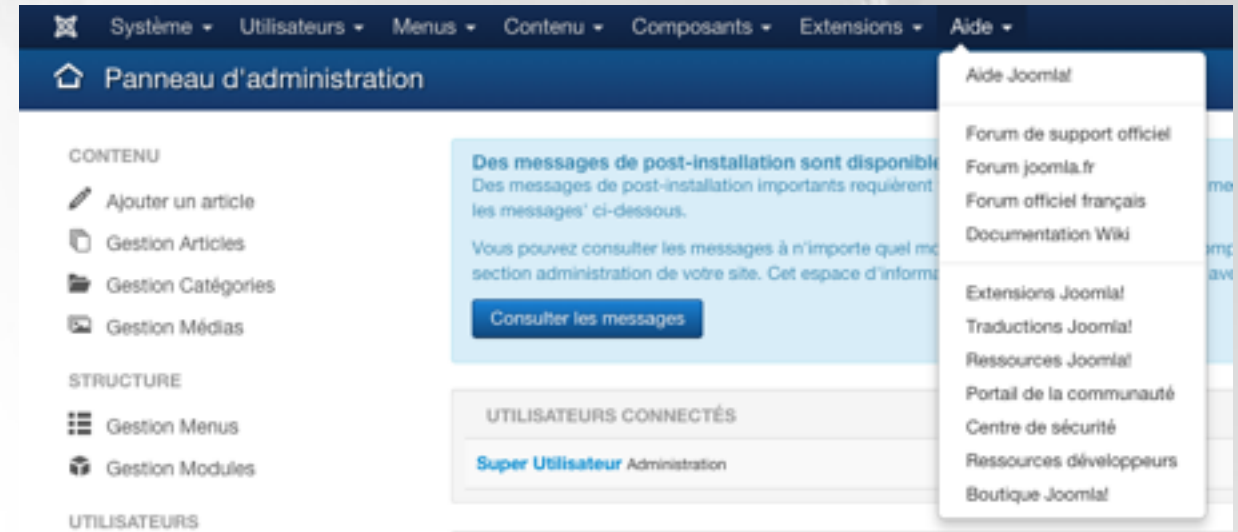 Système Utilisateurs Menus Contenu Composants Extensions Aide
Panneau d'administration
CONTENU
Ajouter un article
Gestion Articles
Gestion Catégories
Gestion Médias
STRUCTURE
Gestion Menus
Gestion Modules
UTILISATEURS
Des messages de post-installation sont disponible
Des messages de post-installation importants requièrent
les messages' ci-dessous.
Vous pouvez consulter les messages à n'importe quel
section administration de votre site. Cet espace
Consulter les messages
UTILISATEURS CONNECTÉS
Super Utilisateur Administration
Aide Joomla!
Forum de support officiel
Forum joomla.fr
Forum officiel français
Documentation Wiki
Extensions Joomla!
Traductions Joomla!
Ressources Joomla!
Portail de la communauté
Centre de sécurité
Ressources développeurs
Boutique Joomla!